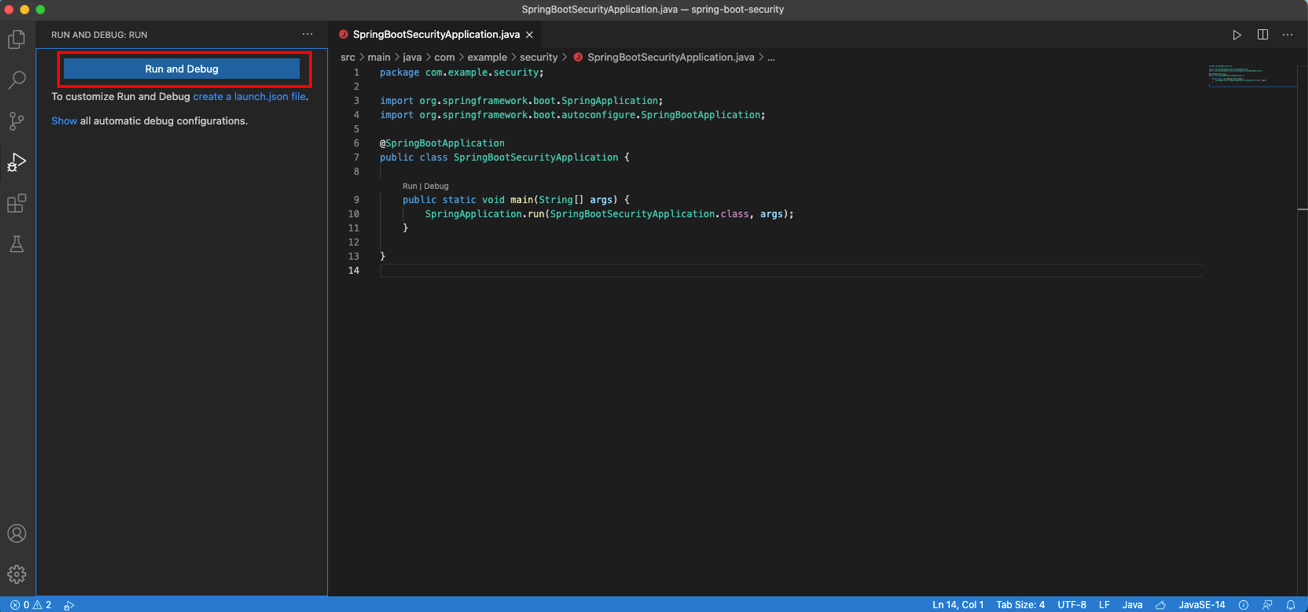 SpringBootSecurityApplication.java — spring-boot-security
RUN AND DEBUG: RUN
Run and Debug
To customize Run and Debug create a launch.json file.
Show all automatic debug configurations.
SpringBootSecurityApplication.java
src > main > java > com > example > security > SpringBootSecurityApplication.java > ...
1 package com.example.security;
2
3 import org.springframework.boot.SpringApplication;
4 import org.springframework.boot.autoconfigure.SpringBootApplication;
5
6 @SpringBootApplication
7 public class SpringBootSecurityApplication {
8
Run | Debug
9 public static void main(String[] args) {
10 SpringApplication.run(SpringBootSecurityApplication.class, args);
11 }
12
13 }
14
0 2
Ln 14, Col 1 Tab Size: 4 UTF-8 LF Java JavaSE-14